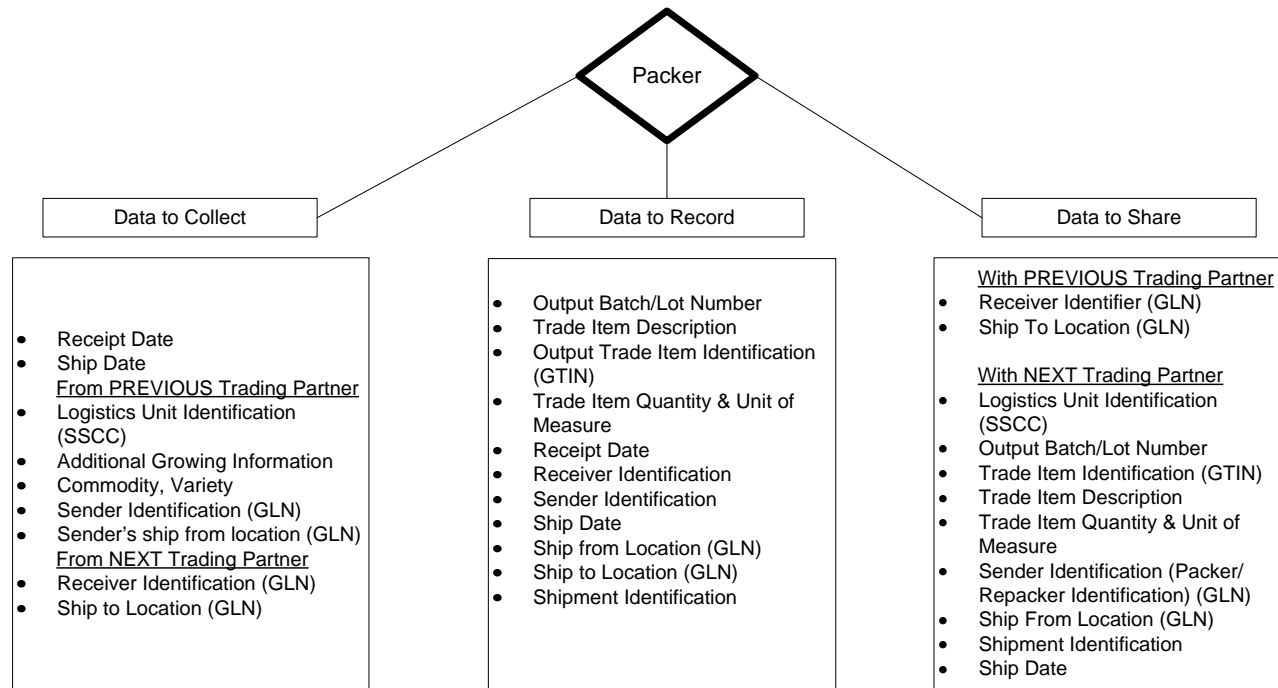 Packer
Data to Collect
Data to Record
Data to Share
• Receipt Date
• Ship Date
From PREVIOUS Trading Partner
• Logistics Unit Identification
(SSCC)
• Additional Growing Information
• Commodity, Variety
• Sender Identification (GLN)
• Sender's ship from location (GLN)
From NEXT Trading Partner
• Receiver Identification (GLN)
• Ship to Location (GLN)
• Output Batch/Lot Number
• Trade Item Description
• Output Trade Item Identification
(GTIN)
• Trade Item Quantity & Unit of
Measure
• Receipt Date
• Receiver Identification
• Sender Identification
• Ship Date
• Ship from Location (GLN)
• Ship to Location (GLN)
• Shipment Identification
With PREVIOUS Trading Partner
• Receiver Identifier (GLN)
• Ship To Location (GLN)
With NEXT Trading Partner
• Logistics Unit Identification
(SSCC)
• Output Batch/Lot Number
• Trade Item Identification (GTIN)
• Trade Item Description
• Trade Item Quantity & Unit of
Measure
• Sender Identification (Packer/
Repacker Identification) (GLN)
• Ship From Location (GLN)
• Shipment Identification
• Ship Date